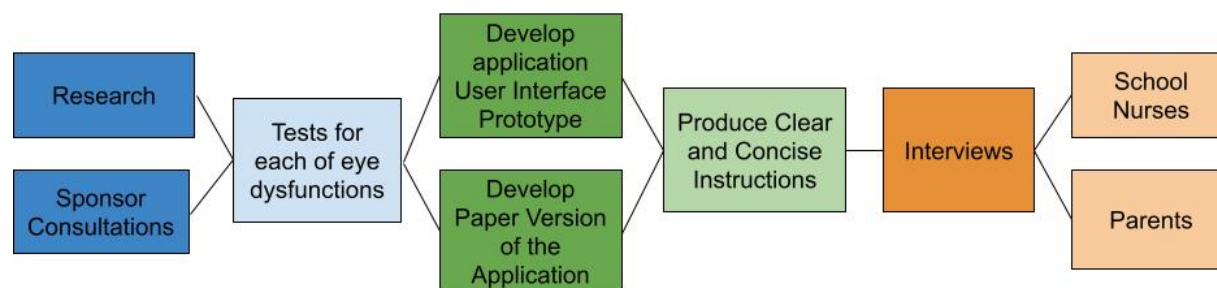 Research
Sponsor
Consultations
Tests for
each of eye
dysfunctions
Develop
application
User Interface
Prototype
Develop
Paper Version
of the
Application
Produce Clear
and Concise
Instructions
Interviews
School
Nurses
Parents